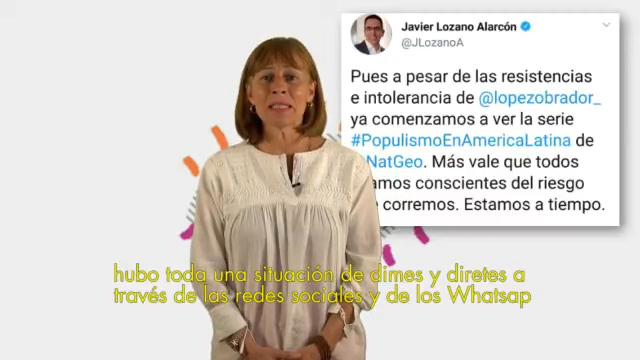 Javier Lozano Alarcón
@JLozanoA
Pues a pesar de las resistencias
e intolerancia de @lopezobrador_
ya comenzamos a ver la serie
#PopulismoEnAmericaLatina de
NatGeo. Más vale que todos
amos conscientes del riesgo
corremos. Estamos a tiempo.
hubo toda una situación de dimes y diretes a
través de las redes sociales y de los Whatsap